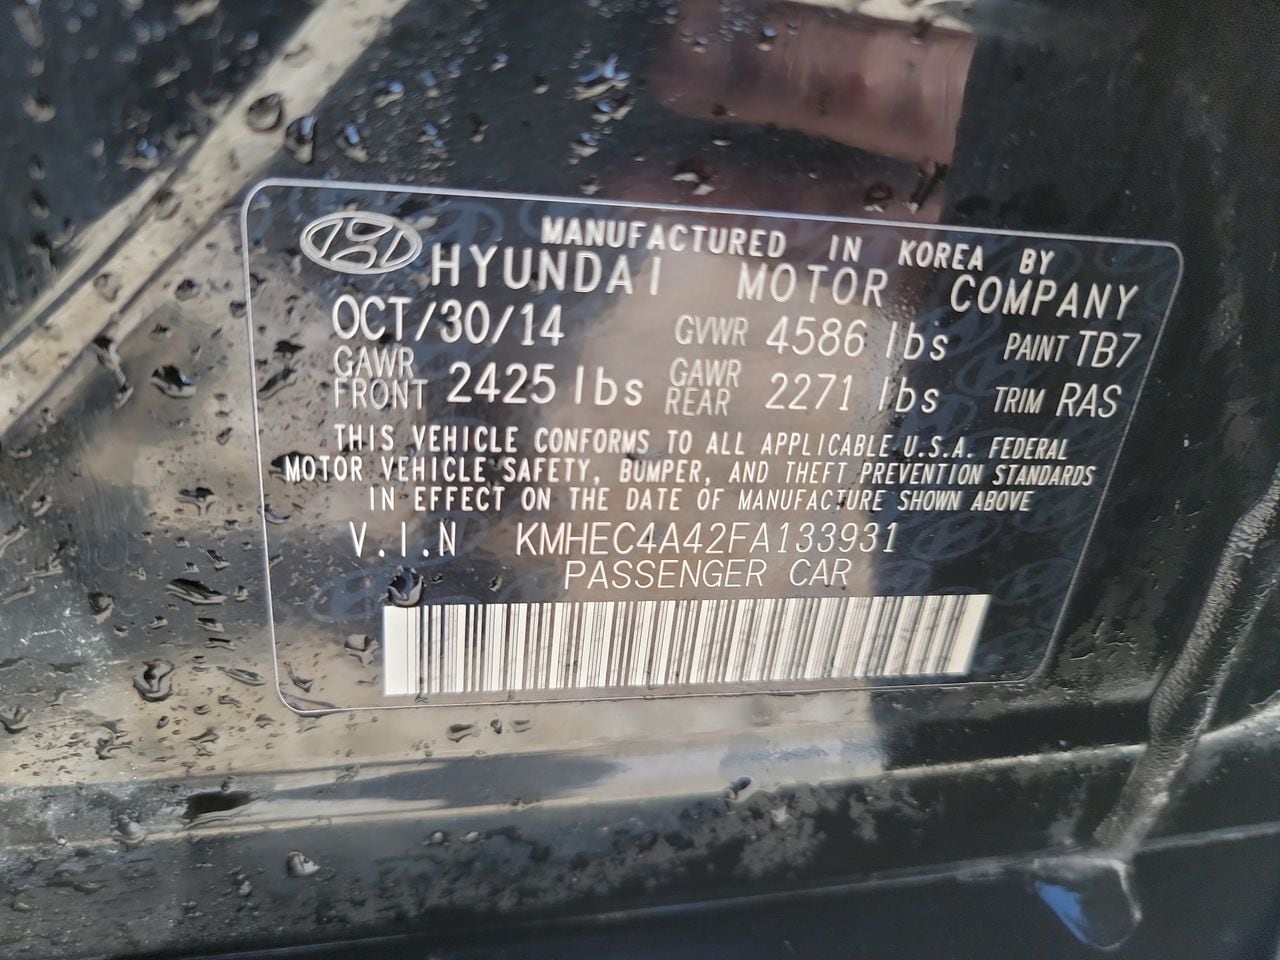 MANUFACTURED IN KOREA BY
HYUNDAI MOTOR COMPANY
OCT/30/14 GVWR 4586 lbs PAINT TB7
GAWR FRONT 2425 lbs GAWR REAR 2271 lbs TRIM RAS
THIS VEHICLE CONFORMS TO ALL APPLICABLE U.S.A. FEDERAL
MOTOR VEHICLE SAFETY, BUMPER, AND THEFT PREVENTION STANDARDS
IN EFFECT ON THE DATE OF MANUFACTURE SHOWN ABOVE
V.I.N KMHEC4A42FA133931
PASSENGER CAR